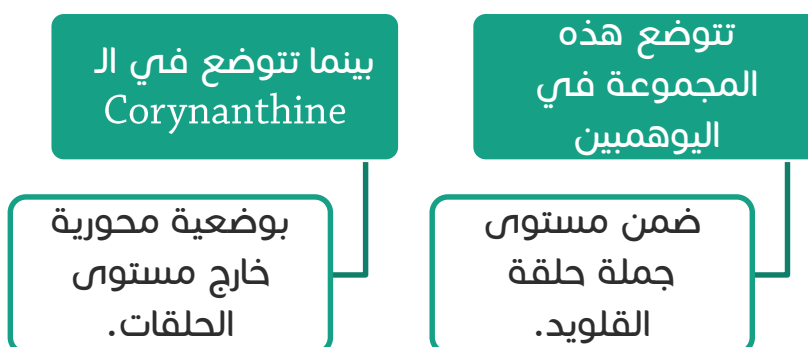 تتوضع هذه
المجموعة في
اليوهمبين
ضمن مستوى
جملة حلقة
القلويد.
بينما تتوضع في الـ
Corynanthine
بوضعية محورية
خارج مستوى
الحلقات.